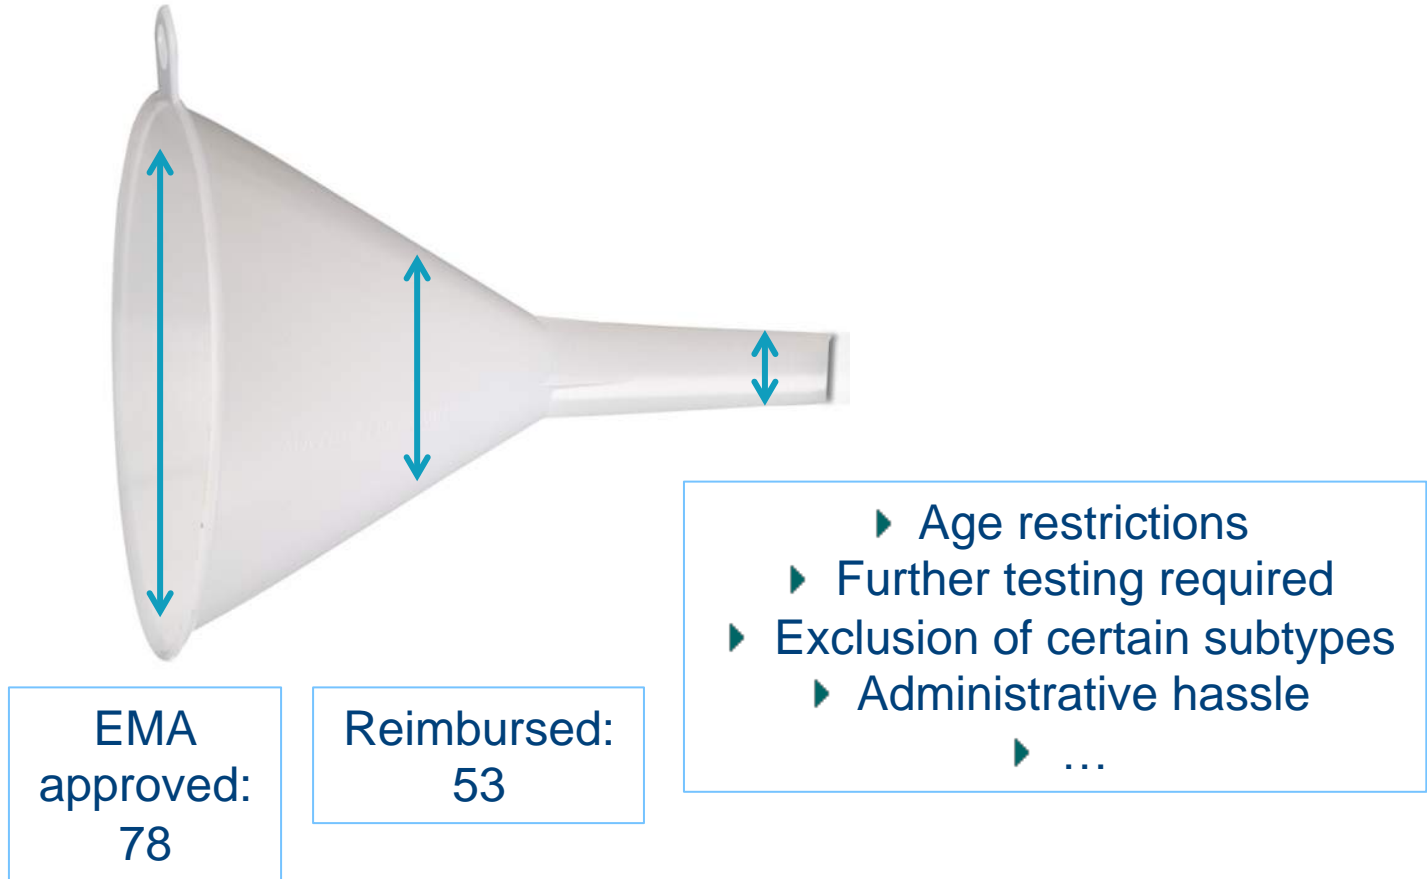 EMA
approved:
78
Reimbursed:
53
Age restrictions
Further testing required
Exclusion of certain subtypes
Administrative hassle
…